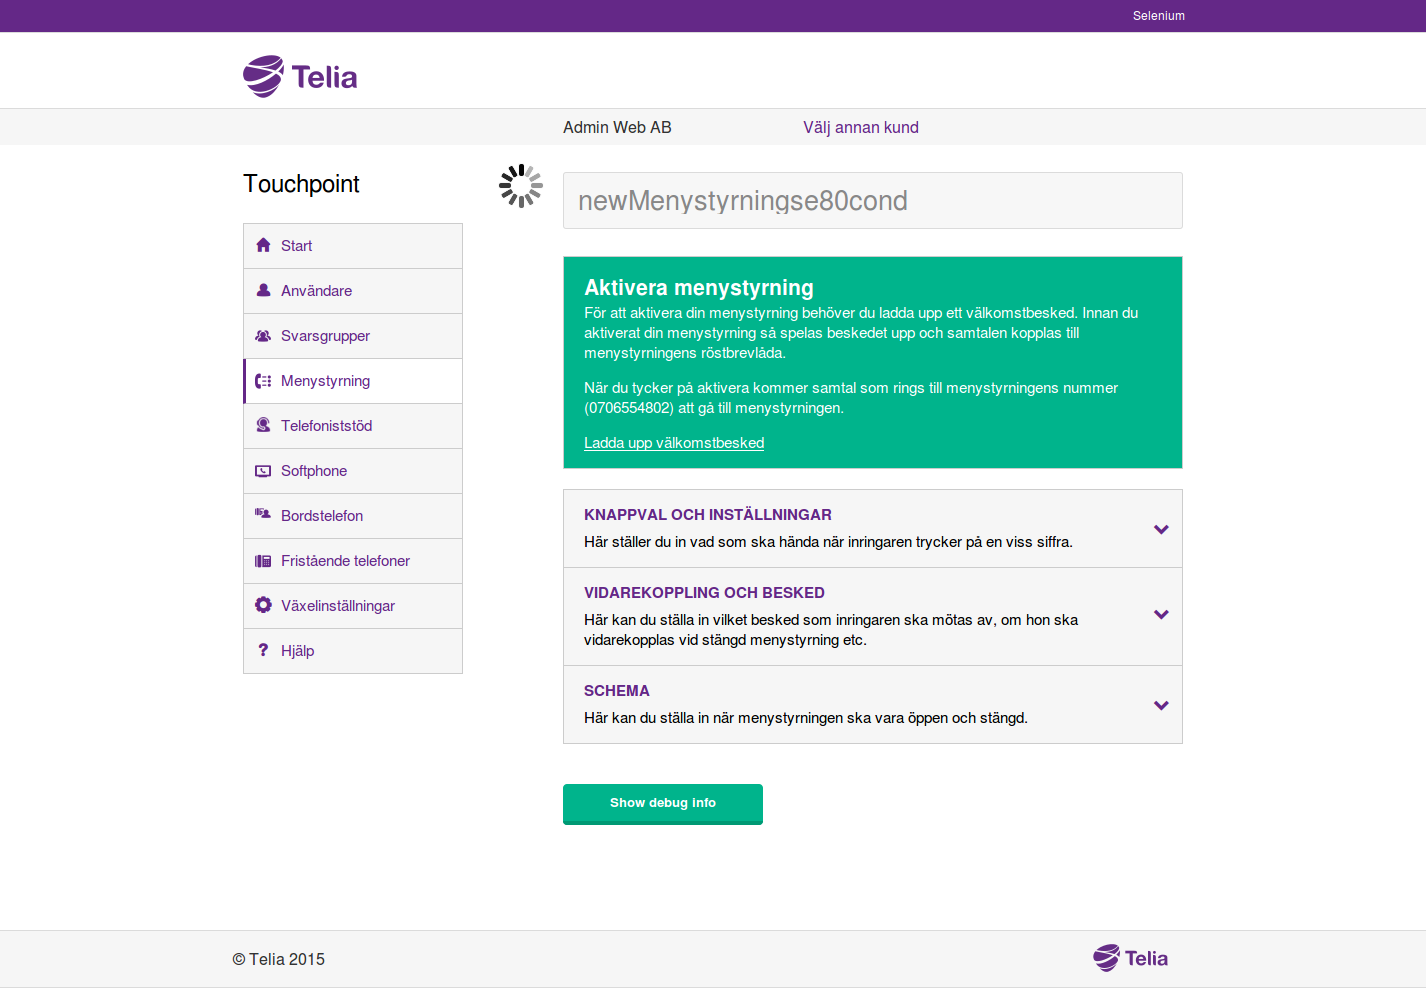 Selenium
Telia
Admin Web AB
Välj annan kund
Touchpoint
Start
Användare
Svarsgrupper
Menystyrning
Telefoniststöd
Softphone
Bordstelefon
Fristående telefoner
Växelinställningar
Hjälp
newMenystyrningse80cond
Aktivera menystyrning
För att aktivera din menystyrning behöver du ladda upp ett välkomstbesked. Innan du
aktiverat din menystyrning så spelas beskedet upp och samtalen kopplas till
menystyrningens röstbrevlåda.
När du tycker på aktivera kommer samtal som rings till menystyrningens nummer
(0706554802) att gå till menystyrningen.
Ladda upp välkomstbesked
KNAPPVAL OCH INSTÄLLNINGAR
Här ställer du in vad som ska hända när inringaren trycker på en viss siffra.
VIDAREKOPPLING OCH BESKED
Här kan du ställa in vilket besked som inringaren ska mötas av, om hon ska
vidarekopplas vid stängd menystyrning etc.
SCHEMA
Här kan du ställa in när menystyrningen ska vara öppen och stängd.
Show debug info
© Telia 2015
Telia